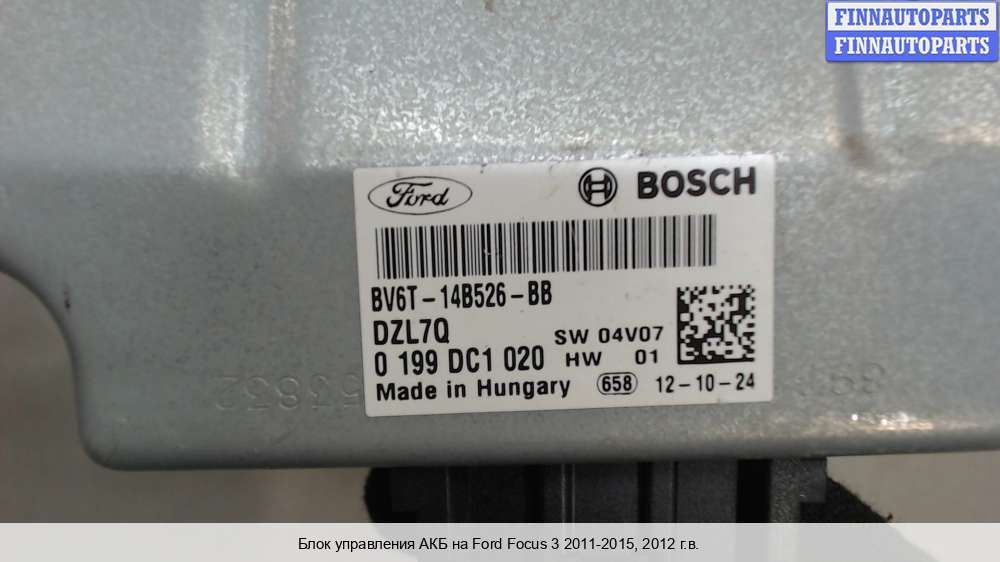 FINNAUTOPARTS
FINNAUTOPARTS
Ford
BOSCH
BV6T-14B526-BB
DZL7Q
SW 04V07
0 199 DC1 020
HW 01
Made in Hungary
658
12-10-24
Блок управления АКБ на Ford Focus 3 2011-2015, 2012 г.в.